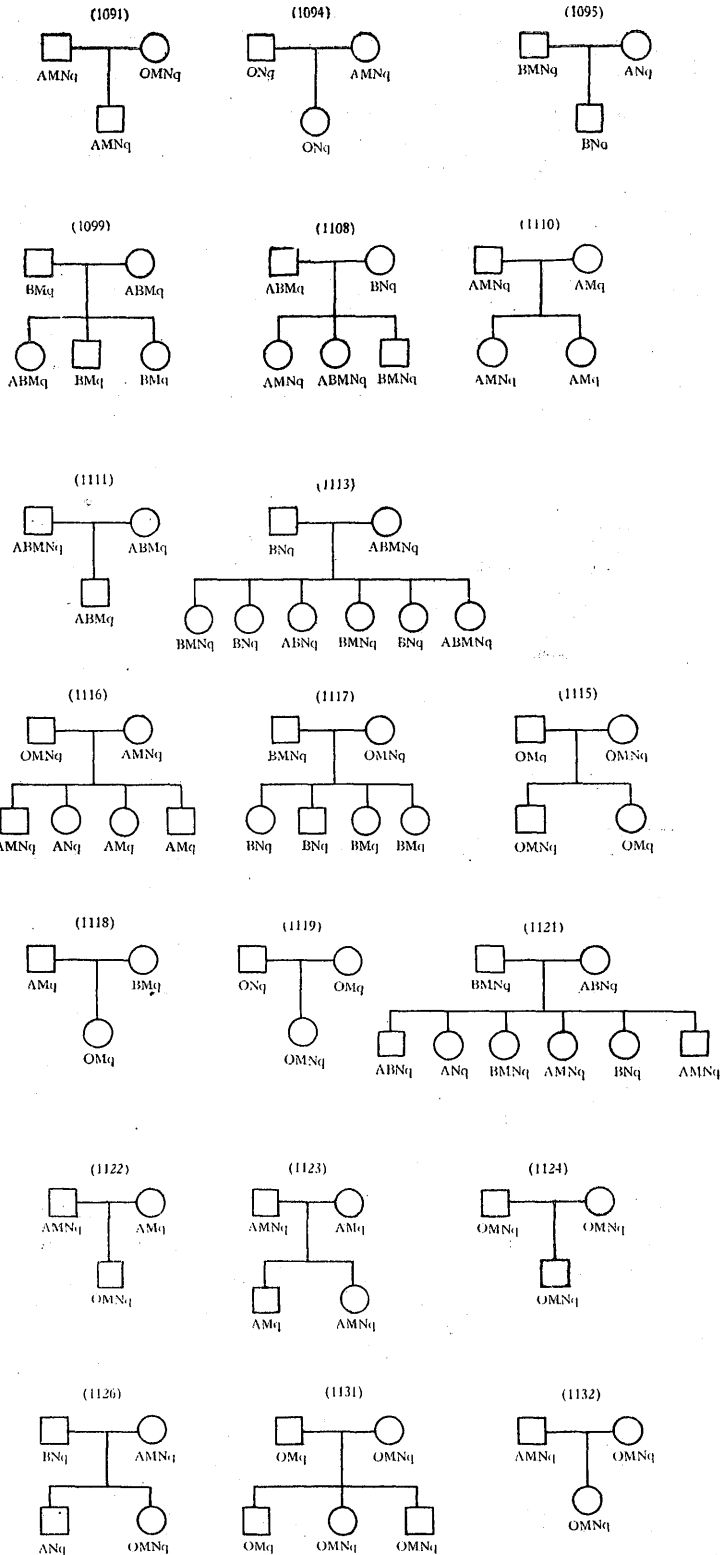 (1091) (1094) (1095)
AMNq OMNq ONq AMNq BMNq ANq
AMNq ONq BNq
(1099) (1108) (1110)
BMq ABMq ABMq BNq AMNq AMq
ABMq BMq BMq AMNq ABMNq BMNq AMNq AMq
(1111) (1113)
ABMNq ABMq BNq ABMNq
ABMq BMNq BNq ABNq BMNq BNq ABMNq
(1116) (1117) (1115)
OMNq AMNq BMNq OMNq OMq OMNq
AMNq ANq AMq AMq BNq BNq BMq BMq OMNq OMq
(1118) (1119) (1121)
AMq BMq ONq OMq BMNq ABNq
OMq OMNq ABNq ANq BMNq AMNq BNq AMNq
(1122) (1123) (1124)
AMNq AMq AMNq AMq OMNq OMNq
OMNq AMq AMNq OMNq
(1126) (1131) (1132)
BNq AMNq OMq OMNq AMNq OMNq
ANq OMNq OMq OMNq OMNq OMNq